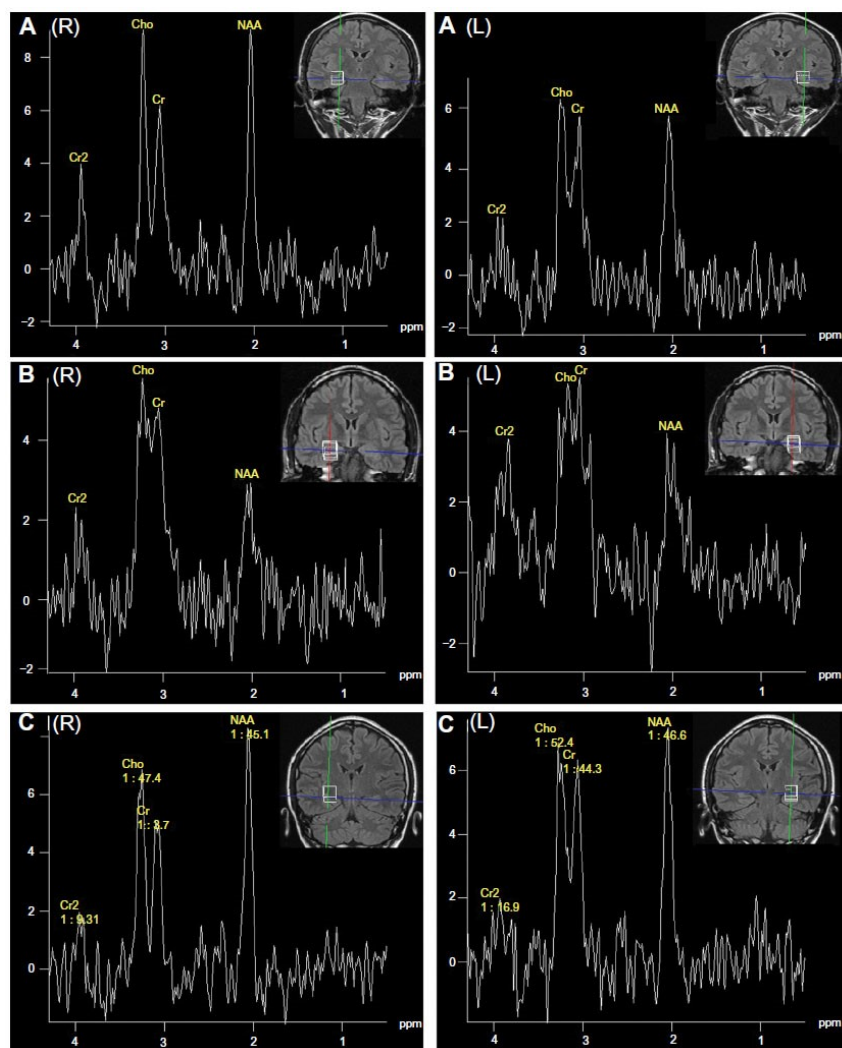 A (R)
Cho
NAA
Cr
Cr2
8
6
4
2
0
−2
ppm
4 3 2 1
A (L)
Cho
Cr
NAA
Cr2
6
4
2
0
−2
ppm
4 3 2 1
B (R)
Cho
Cr
NAA
Cr2
4
2
0
−2
ppm
4 3 2 1
B (L)
Cho
Cr
NAA
Cr2
4
2
0
−2
ppm
4 3 2 1
C (R)
NAA
1 : 45.1
Cho
1 : 47.4
Cr
Cr2
1 : 9.31
8
6
4
2
0
ppm
4 3 2 1
C (L)
NAA
1 : 46.6
Cho
1 : 52.4
Cr
1 : 44.3
Cr2
1 : 16.9
6
4
2
0
ppm
4 3 2 1